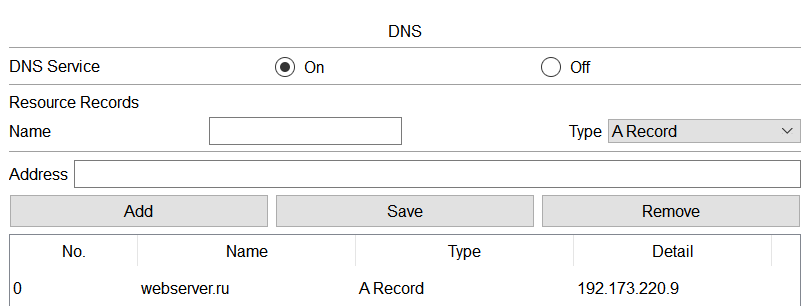 DNS
DNS Service On Off
Resource Records
Name Type A Record
Address
Add Save Remove
No. Name Type Detail
0 webserver.ru A Record 192.173.220.9